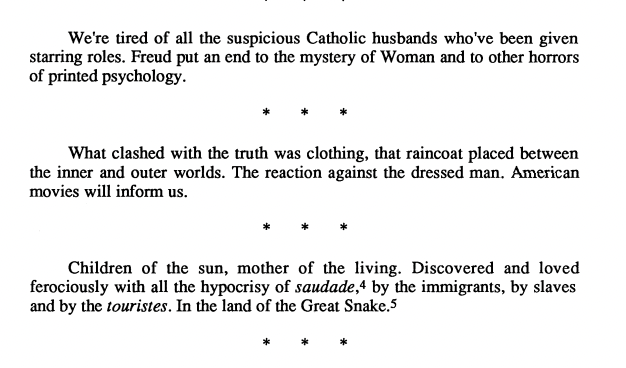 * * *
We're tired of all the suspicious Catholic husbands who've been given
starring roles. Freud put an end to the mystery of Woman and to other horrors
of printed psychology.
* * *
What clashed with the truth was clothing, that raincoat placed between
the inner and outer worlds. The reaction against the dressed man. American
movies will inform us.
* * *
Children of the sun, mother of the living. Discovered and loved
ferociously with all the hypocrisy of saudade,⁴ by the immigrants, by slaves
and by the touristes. In the land of the Great Snake.⁵
* * *